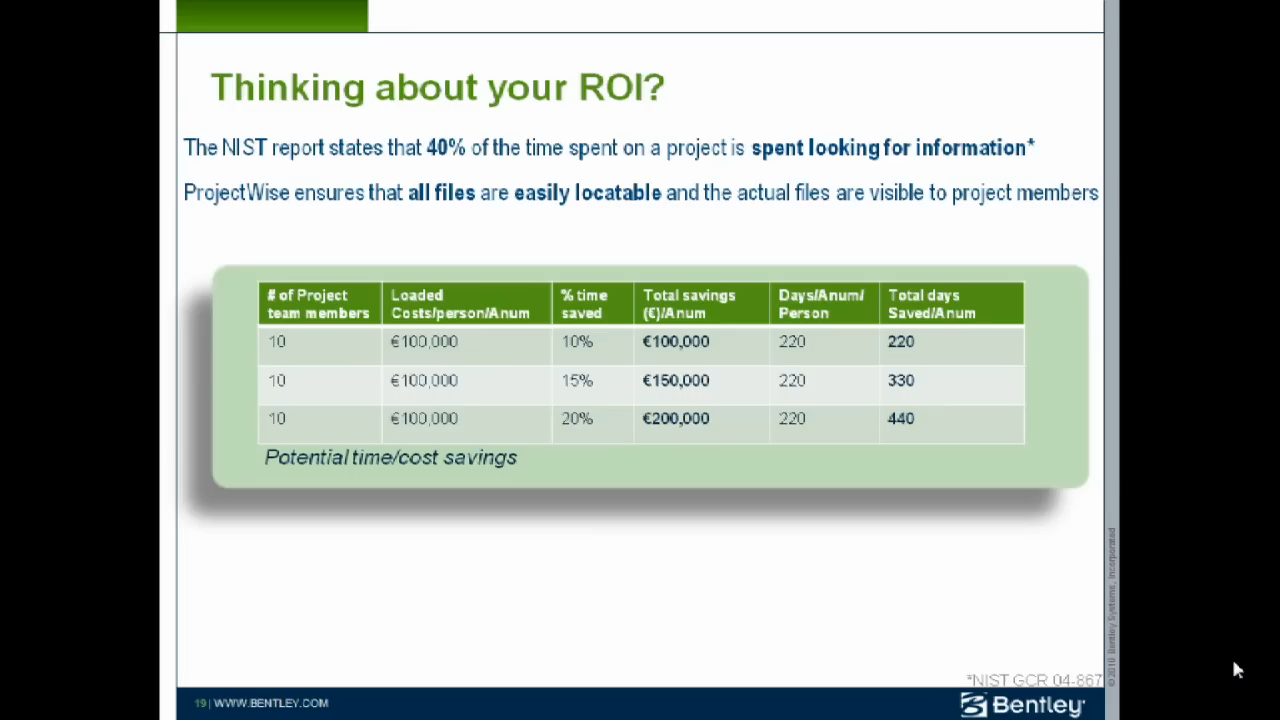 Thinking about your ROI?
The NIST report states that 40% of the time spent on a project is spent looking for information*
ProjectWise ensures that all files are easily locatable and the actual files are visible to project members
# of Project team members Loaded Costs/person/Anum % time saved Total savings (€)/Anum Days/Anum/Person Total days Saved/Anum
10 €100,000 10% €100,000 220 220
10 €100,000 15% €150,000 220 330
10 €100,000 20% €200,000 220 440
Potential time/cost savings
© 2010 Bentley Systems, Incorporated
*NIST GCR 04-867
19 | WWW.BENTLEY.COM
Bentley